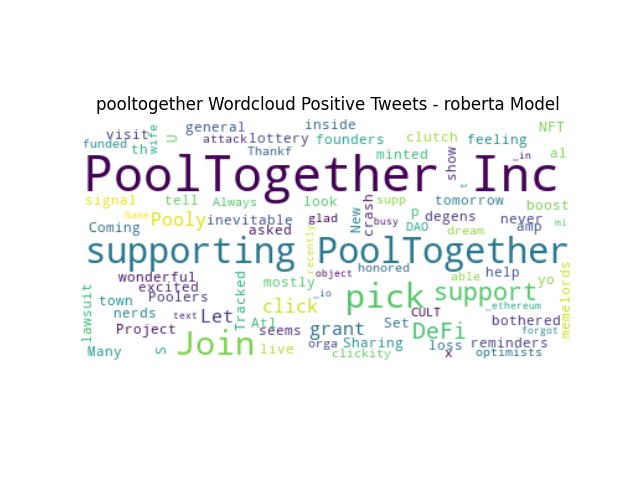 pooltogether Wordcloud Positive Tweets - roberta Model
visit general inside NFT
funded th wife U attack lottery founders clutch feeling
Thankf minted show _in al
PoolTogether Inc
t
signal tell Always look supp tomorrow boost
Name Pooly inevitable glad New crash busy p degens never mi
Coming asked recently DAO dream amp
supporting PoolTogether
wonderful object honored able help yo
excited mostly _io pick support memelords
lawsuit town Poolers Tracked click _ethereum
nerds text Let Atl grant CULT Set DeFi bothered
Project seems forgot
Many S Join live orga Sharing loss reminders
clickity x optimists